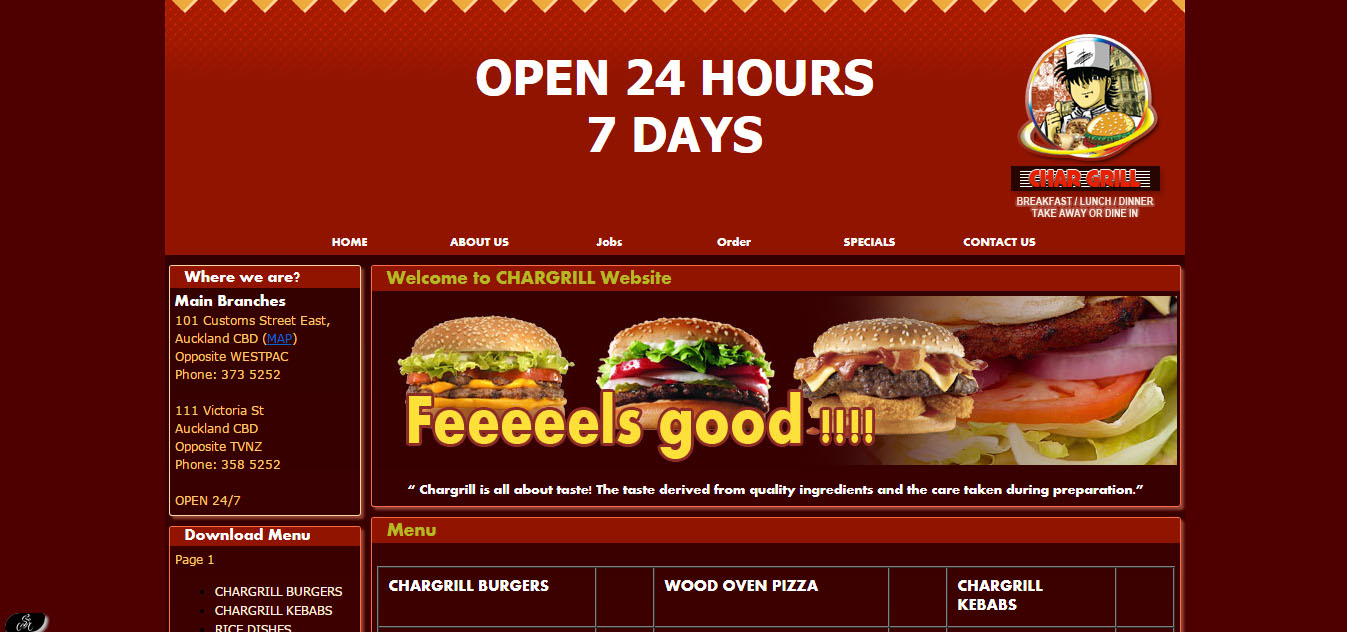 OPEN 24 HOURS
7 DAYS
CHAR GRILL
BREAKFAST / LUNCH / DINNER
TAKE AWAY OR DINE IN
HOME ABOUT US Jobs Order SPECIALS CONTACT US
Where we are?
Main Branches
101 Customs Street East,
Auckland CBD (MAP)
Opposite WESTPAC
Phone: 373 5252
111 Victoria St
Auckland CBD
Opposite TVNZ
Phone: 358 5252
OPEN 24/7
Download Menu
Page 1
CHARGRILL BURGERS
CHARGRILL KEBABS
RICE DISHES
Welcome to CHARGRILL Website
Feeeeels good !!!!
“ Chargrill is all about taste! The taste derived from quality ingredients and the care taken during preparation.”
Menu
CHARGRILL BURGERS WOOD OVEN PIZZA CHARGRILL
KEBABS